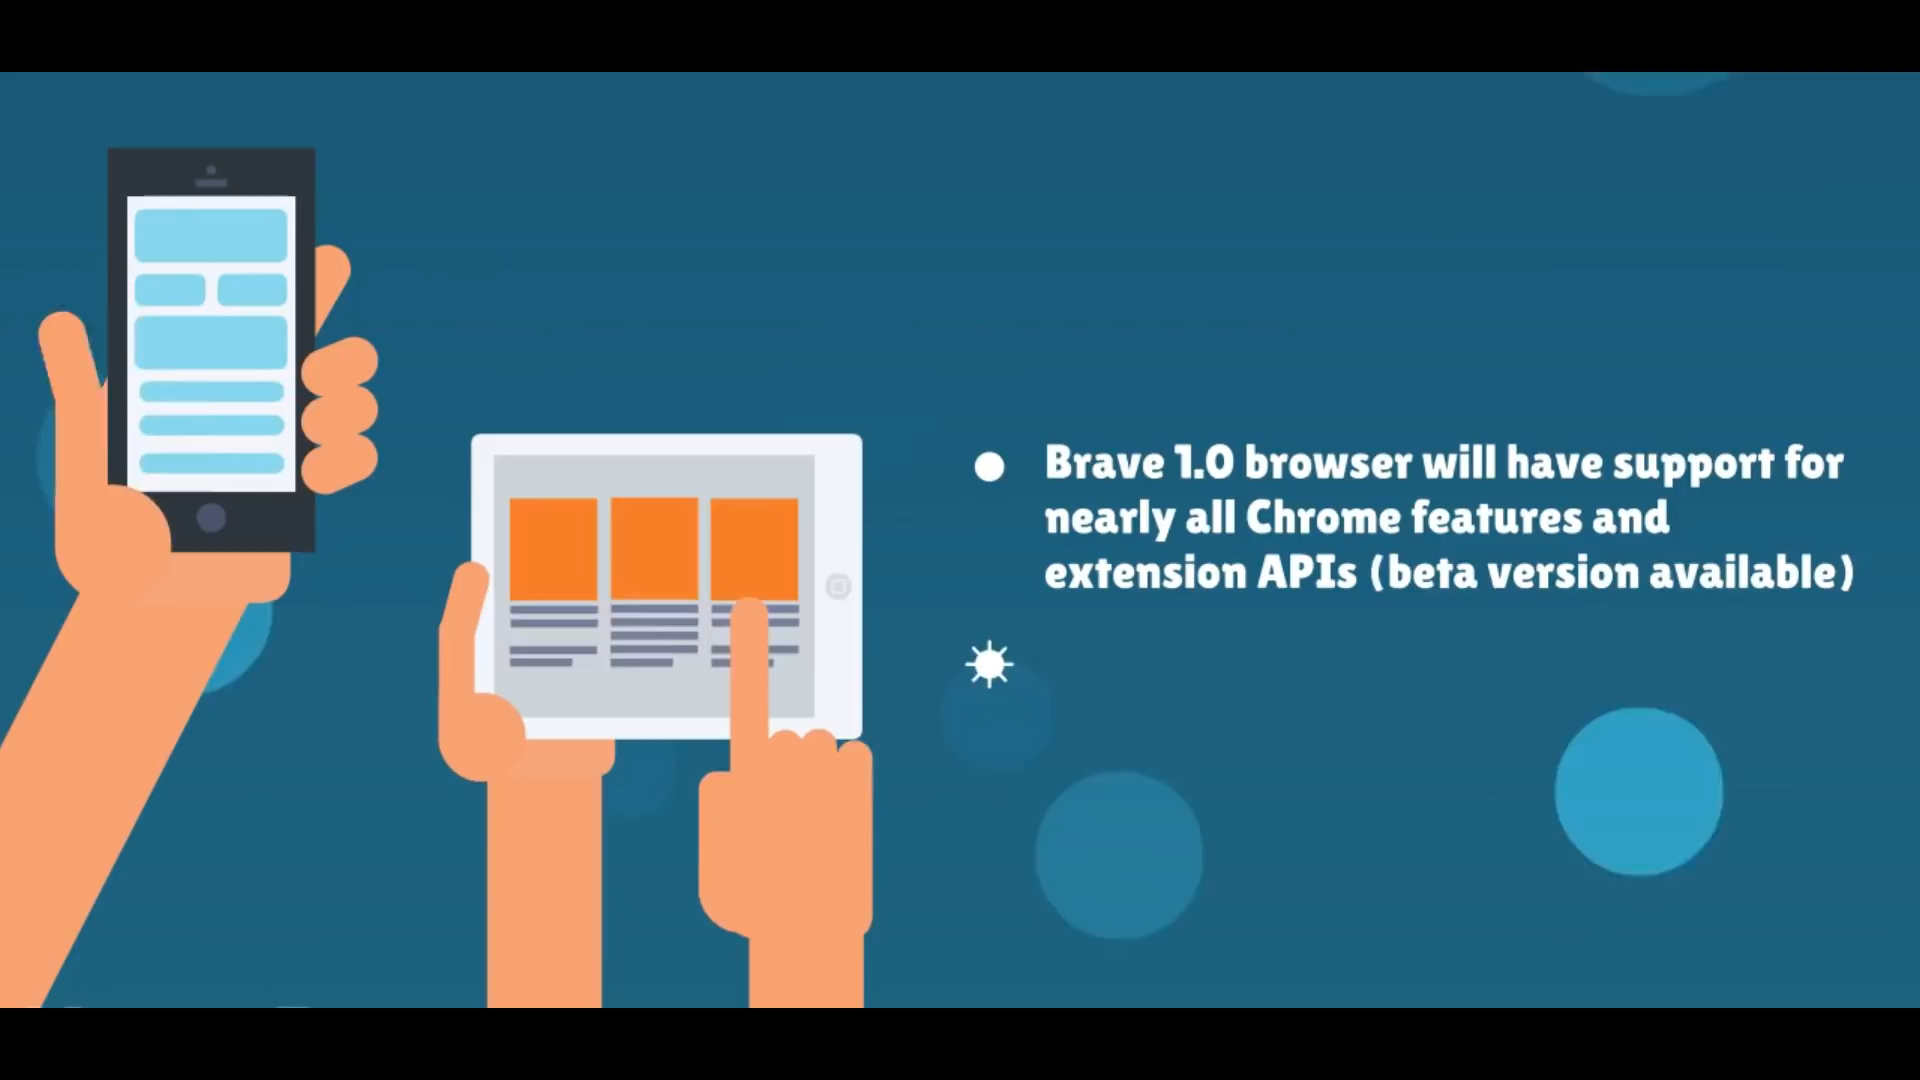 Brave 1.0 browser will have support for
nearly all Chrome features and
extension APIs (beta version available)